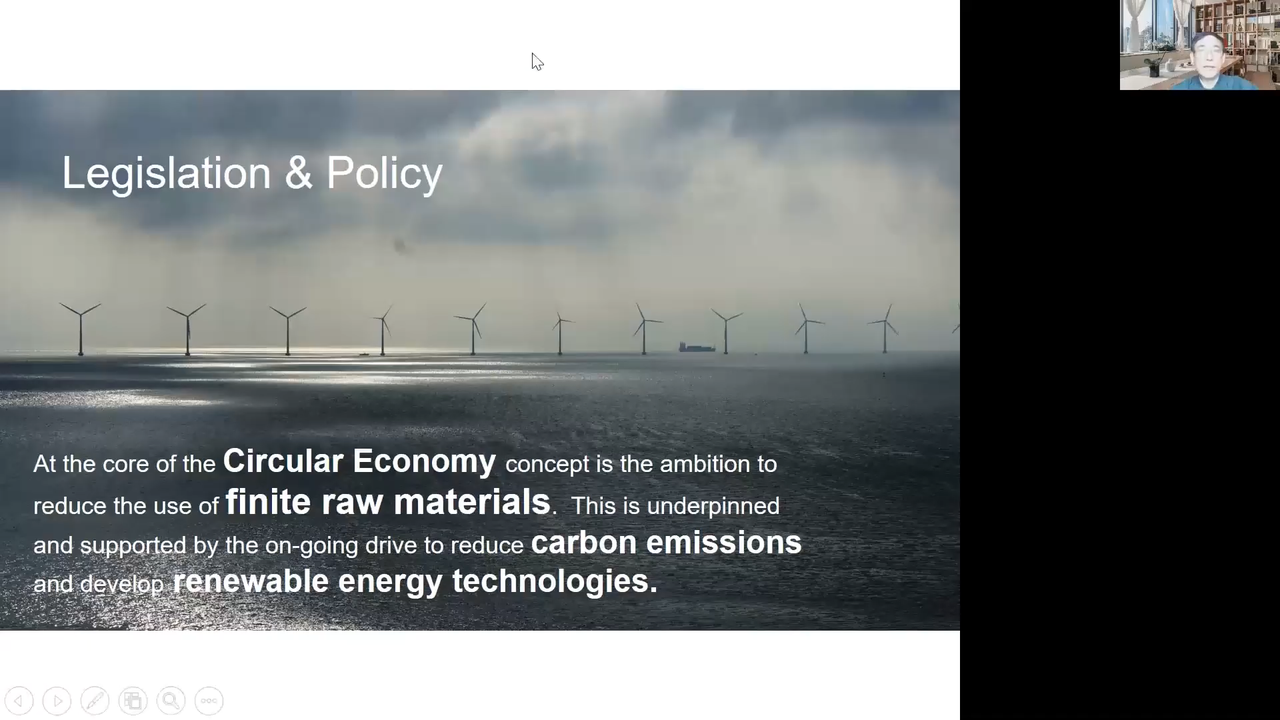 Legislation & Policy
At the core of the Circular Economy concept is the ambition to
reduce the use of finite raw materials. This is underpinned
and supported by the on-going drive to reduce carbon emissions
and develop renewable energy technologies.